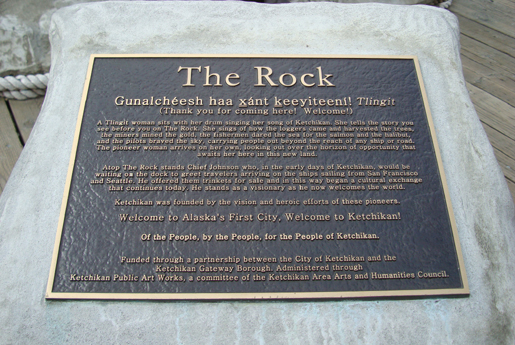 The Rock
Gunalchéesh haa xánt keeyiteen!! Tlingit
(Thank you for coming here! Welcome!)
A Tlingit woman sits with her drum singing her song of Ketchikan. She tells the story you
see before you on The Rock. She sings of how the loggers came and harvested the trees,
the miners mined the gold, the fishermen dared the sea for the salmon and the halibut,
and the pilots braved the sky, carrying people out beyond the reach of any ship or road.
The pioneer woman arrives on her own, looking out over the horizon of opportunity that
awaits her here in this new land.
Atop The Rock stands Chief Johnson who, in the early days of Ketchikan, would be
waiting on the dock to greet travelers arriving on the ships sailing from San Francisco
and Seattle. He offered them trinkets for sale and in this way began a cultural exchange
that continues today. He stands as a visionary as he now welcomes the world.
Ketchikan was founded by the vision and heroic efforts of these pioneers.
Welcome to Alaska's First City, Welcome to Ketchikan!
Of the People, by the People, for the People of Ketchikan
Funded through a partnership between the City of Ketchikan and the
Ketchikan Gateway Borough. Administered through
Ketchikan Public Art Works, a committee of the Ketchikan Area Arts and Humanities Council.